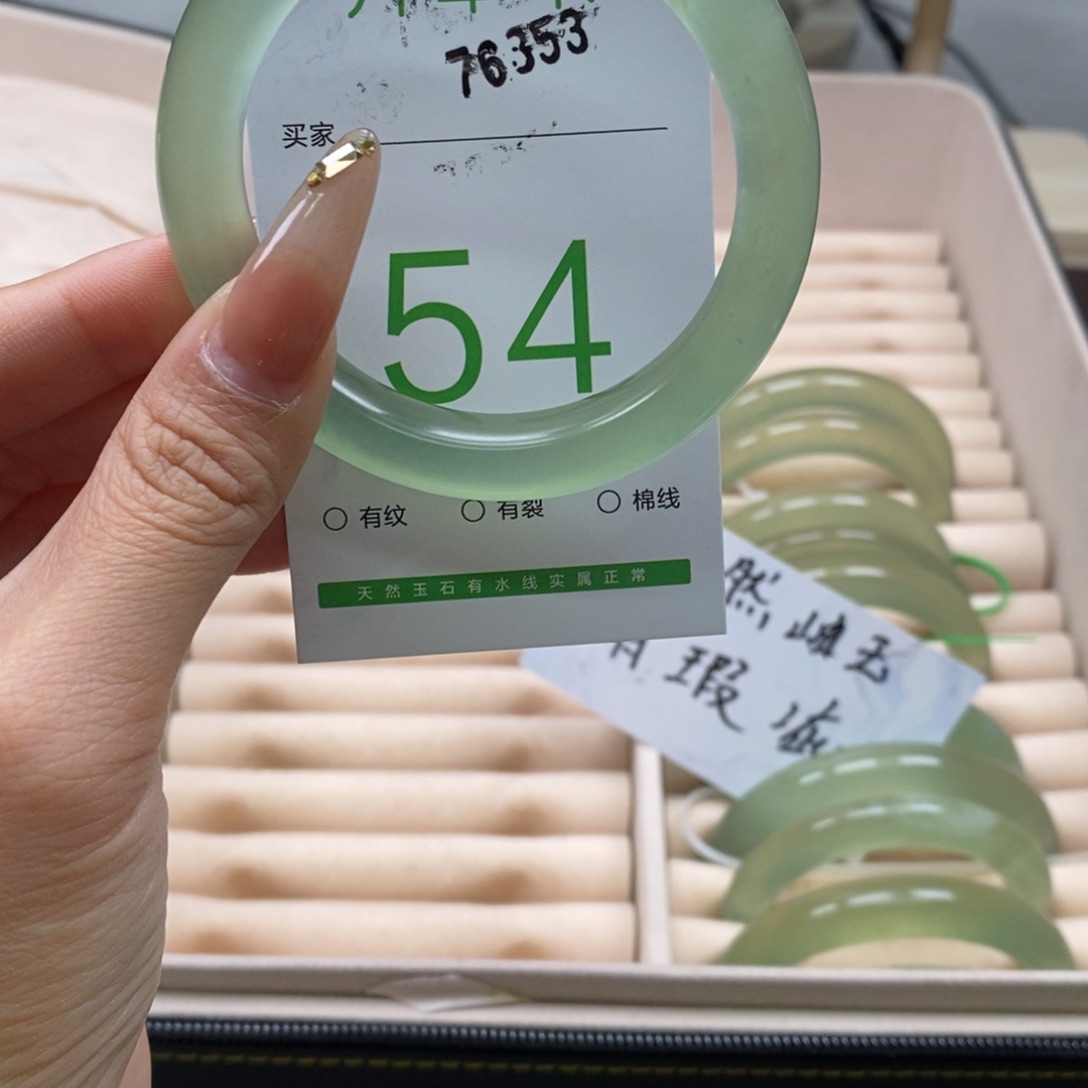 76353
买家
54
有纹 有裂 棉线
天然玉石有水线实属正常
然岫玉
有瑕